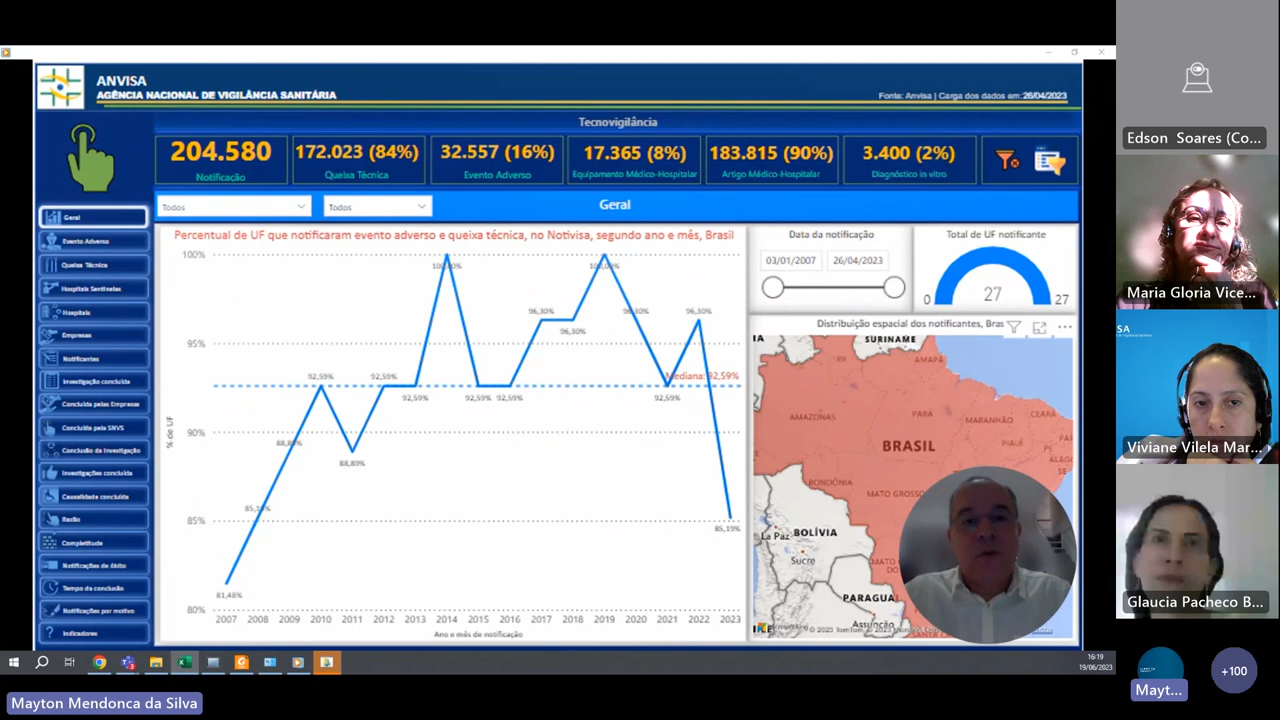 ANVISA
AGÊNCIA NACIONAL DE VIGILÂNCIA SANITÁRIA
Fonte: Anvisa | Carga dos dados em: 26/04/2023
Tecnovigilância
204.580
Notificação
172.023 (84%)
Queixa Técnica
32.557 (16%)
Evento Adverso
17.365 (8%)
Equipamento Médico-Hospitalar
183.815 (90%)
Artigo Médico-Hospitalar
3.400 (2%)
Diagnóstico in vitro
Todos
Todos
Geral
Geral
Evento Adverso
Queixa Técnica
Hospitais Sentinelas
Hospitais
Empresas
Notificantes
Investigação concluída
Concluída pelas Empresas
Concluída pela SNVS
Conclusão da Investigação
Investigações concluída
Causalidade concluída
Razão
Completitude
Notificações de óbito
Tempo da conclusão
Notificações por motivo
Indicadores
Percentual de UF que notificaram evento adverso e queixa técnica, no Notivisa, segundo ano e mês, Brasil
100%
95%
90%
85%
80%
% de UF
81,48%
88,89%
92,59%
88,89%
92,59%
92,59%
92,59%
92,59%
96,30%
96,30%
96,30%
92,59%
96,30%
85,19%
Mediana: 92,59%
2007 2008 2009 2010 2011 2012 2013 2014 2015 2016 2017 2018 2019 2020 2021 2022 2023
Ano e mês de notificação
Data da notificação
03/01/2007
26/04/2023
Total de UF notificante
0
27
27
Distribuição espacial dos notificantes, Bras
SURINAME
RR
AMAPÁ
AMAZONAS
PARÁ
MARANHÃO
CEARÁ
PIAUÍ
BRASIL
RONDÔNIA
MATO GROSSO
BOLÍVIA
La Paz
Sucre
PARAGUA
Assunção
16:19
19/06/2023
Mayton Mendonca da Silva
Edson Soares (Co...
Maria Gloria Vice...
Viviane Vilela Mar...
Glaucia Pacheco B...
Mayt...
+100